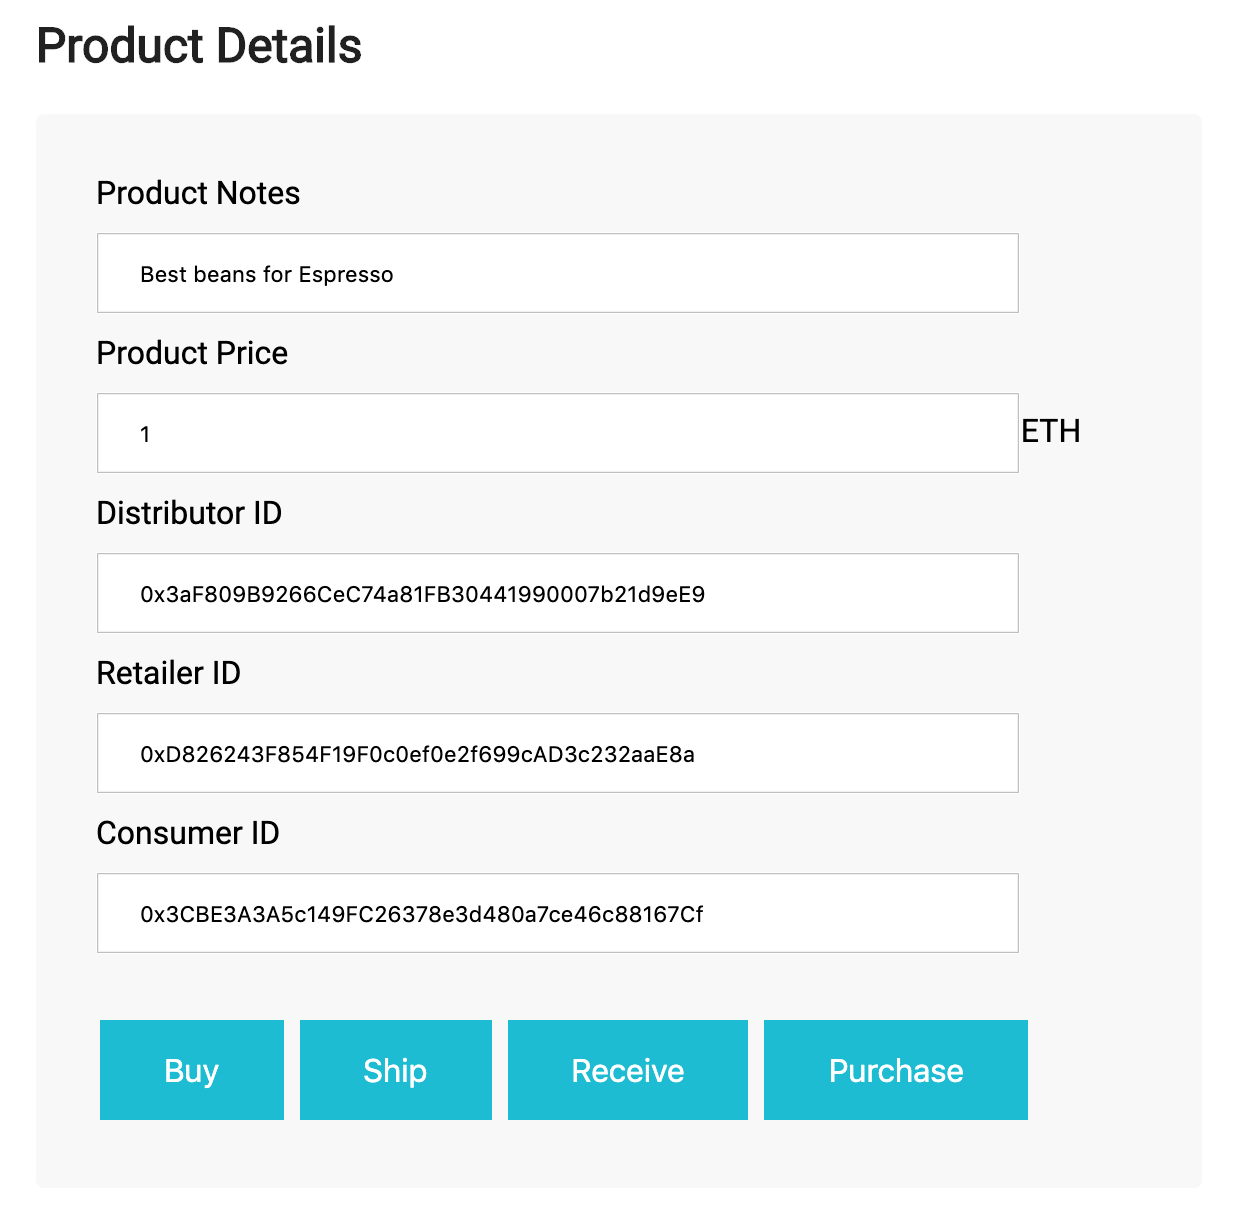 Product Details
Product Notes
Best beans for Espresso
Product Price
1 ETH
Distributor ID
0x3aF809B9266CeC74a81FB30441990007b21d9eE9
Retailer ID
0xD826243F854F19F0c0ef0e2f699cAD3c232aaE8a
Consumer ID
0x3CBE3A3A5c149FC26378e3d480a7ce46c88167Cf
Buy Ship Receive Purchase